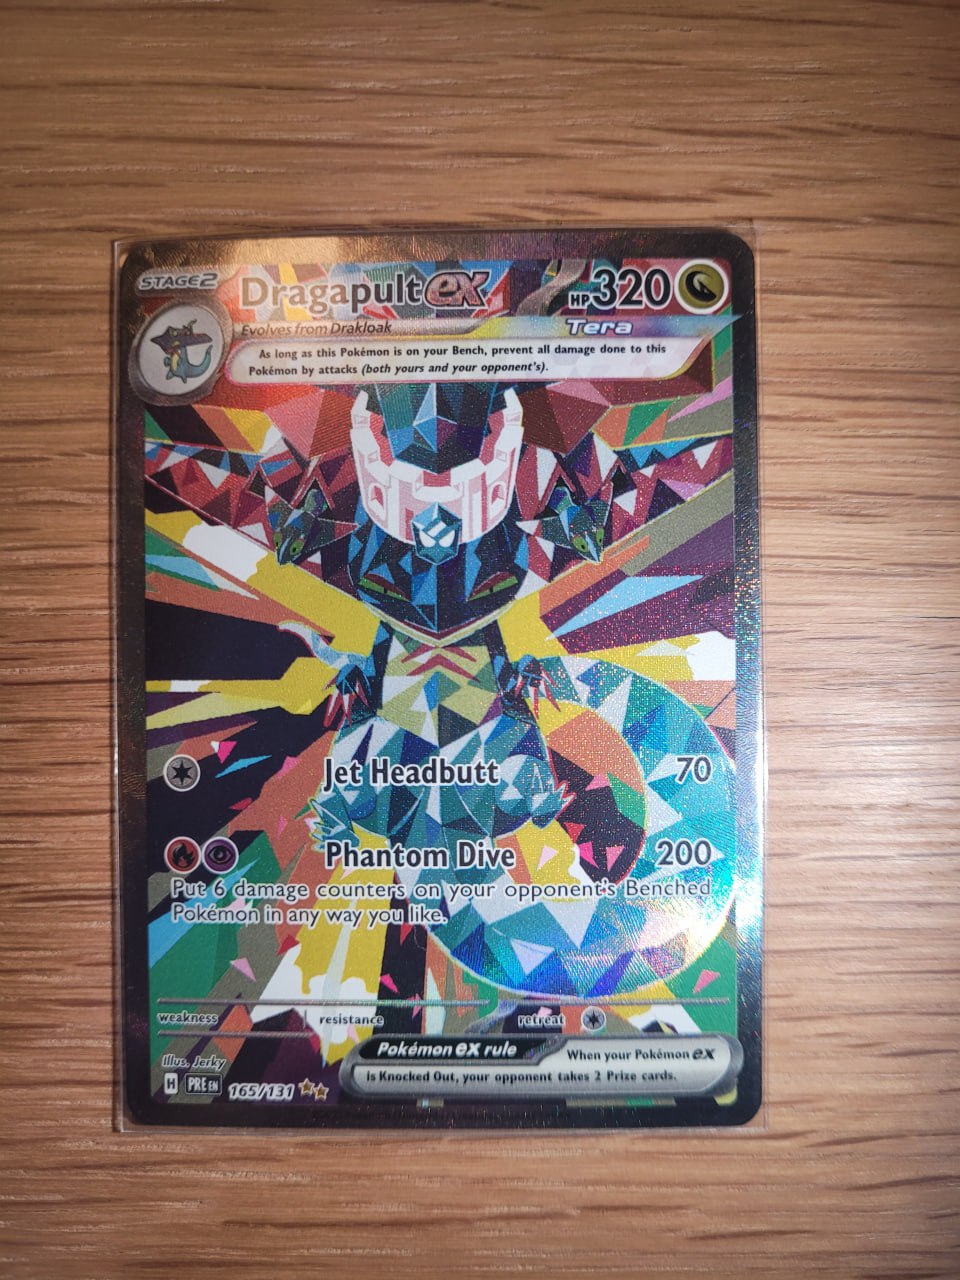 STAGE2
Dragapult ex HP 320
Evolves from Drakloak Tera
As long as this Pokémon is on your Bench, prevent all damage done to this
Pokémon by attacks (both yours and your opponent's).
Jet Headbutt 70
Phantom Dive 200
Put 6 damage counters on your opponent's Benched
Pokémon in any way you like.
weakness resistance retreat
Pokémon ex rule When your Pokémon ex
is Knocked Out, your opponent takes 2 Prize cards.
Illus. Jerky
H PRE EN 165/131